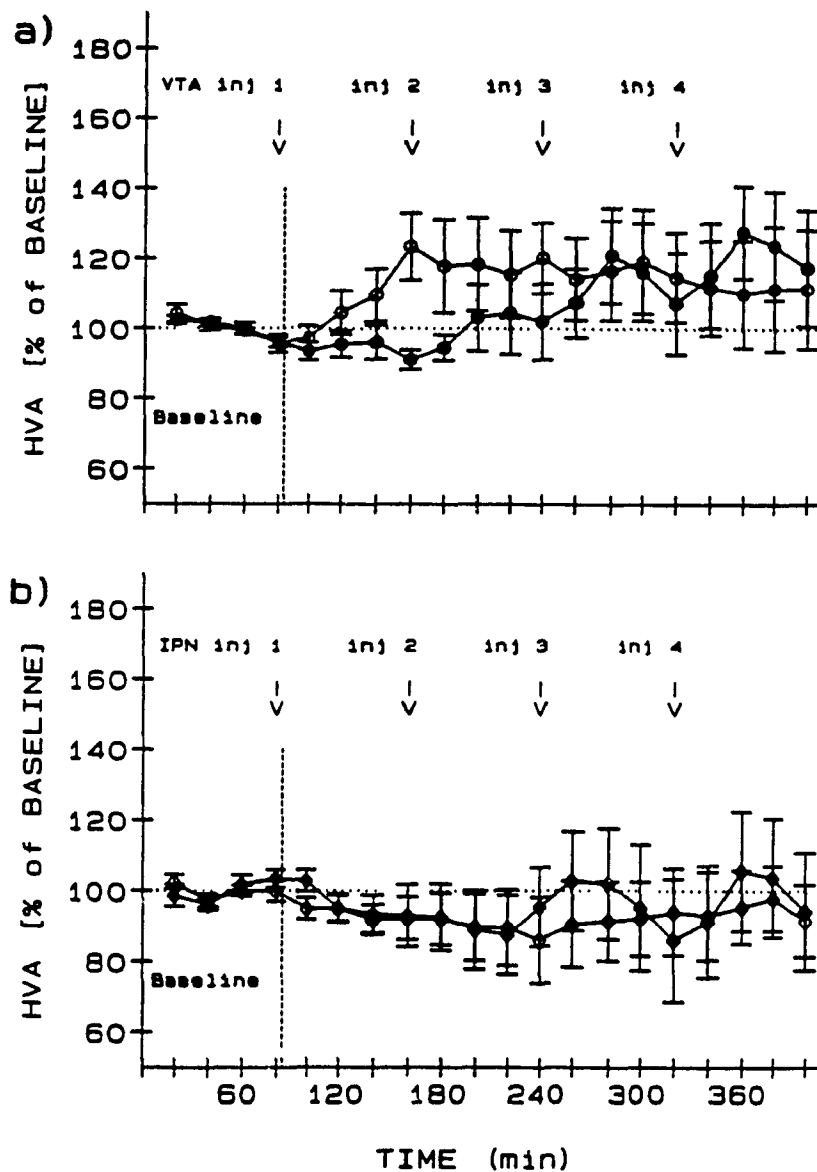 a)
HVA [% of BASELINE]
180
160
140
120
100
80
60
VTA inj 1
inj 2
inj 3
inj 4
Baseline
b)
HVA [% of BASELINE]
180
160
140
120
100
80
60
IPN inj 1
inj 2
inj 3
inj 4
Baseline
60 120 180 240 300 360
TIME (min)